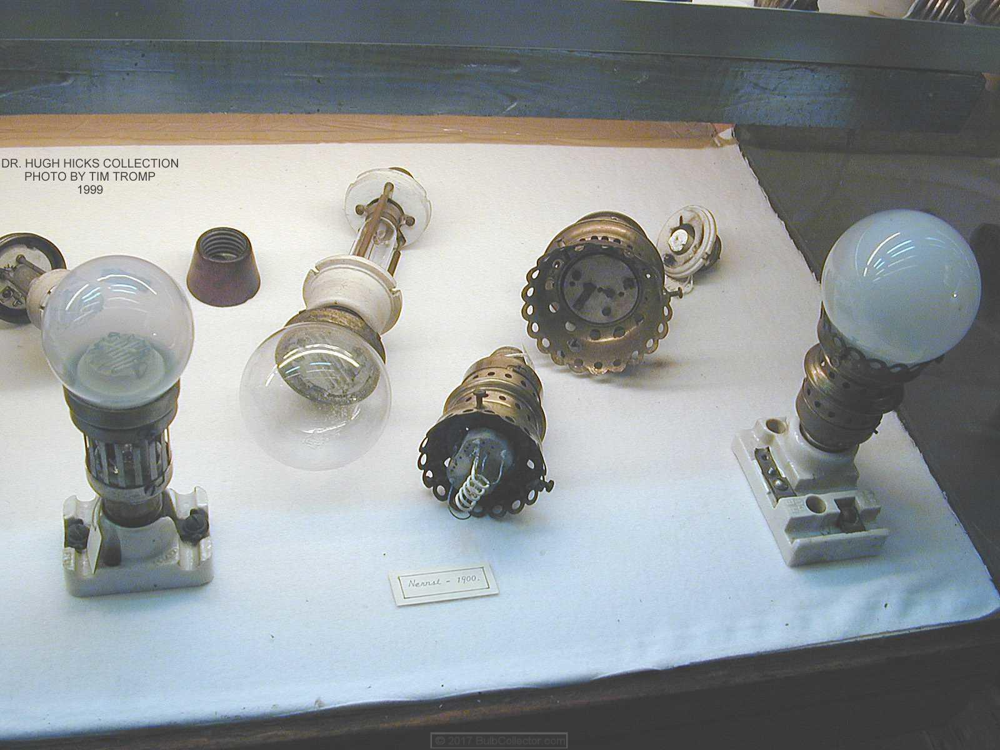 DR. HUGH HICKS COLLECTION
PHOTO BY TIM TROMP
1999
Nernst - 1900.
© 2017 BulbCollector.com